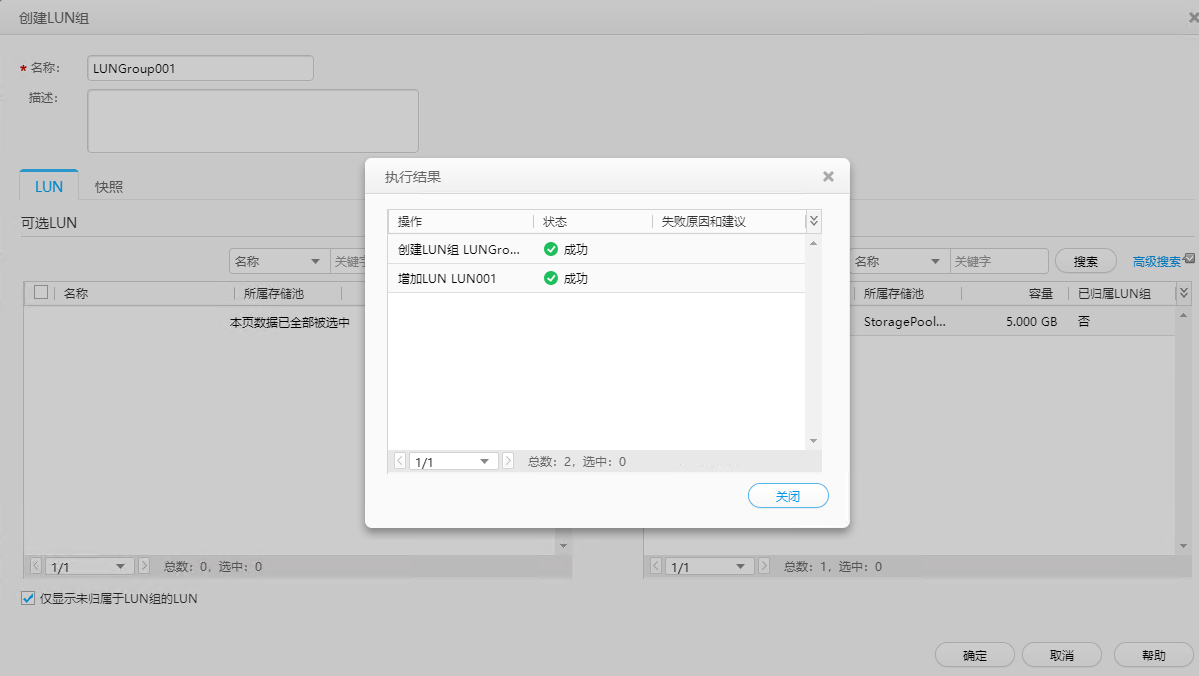 创建LUN组
* 名称: LUNGroup001
描述:
LUN 快照
可选LUN
名称 关键字
名称 所属存储池
本页数据已全部被选中
1/1 总数: 0, 选中: 0
仅显示未归属于LUN组的LUN
执行结果
操作 状态 失败原因和建议
创建LUN组 LUNGro... 成功
增加LUN LUN001 成功
1/1 总数: 2, 选中: 0
关闭
名称 关键字 搜索 高级搜索
所属存储池 容量 已归属LUN组
StoragePool... 5.000 GB 否
1/1 总数: 1, 选中: 0
确定 取消 帮助